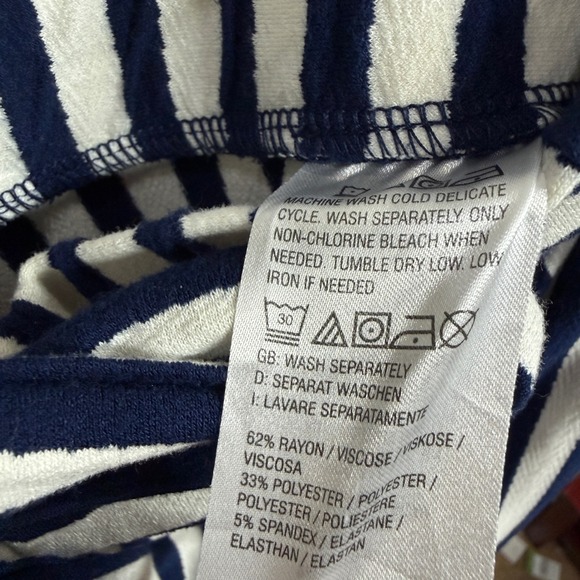 MACHINE WASH COLD DELICATE
CYCLE. WASH SEPARATELY. ONLY
NON-CHLORINE BLEACH WHEN
NEEDED. TUMBLE DRY LOW. LOW
IRON IF NEEDED
30
GB: WASH SEPARATELY
D: SEPARAT WASCHEN
I: LAVARE SEPARATAMENTE
62% RAYON / VISCOSE / VISKOSE /
VISCOSA
33% POLYESTER / POLYESTER /
POLYESTER / POLIESTERE
5% SPANDEX / ELASTANE /
ELASTHAN / ELASTAN